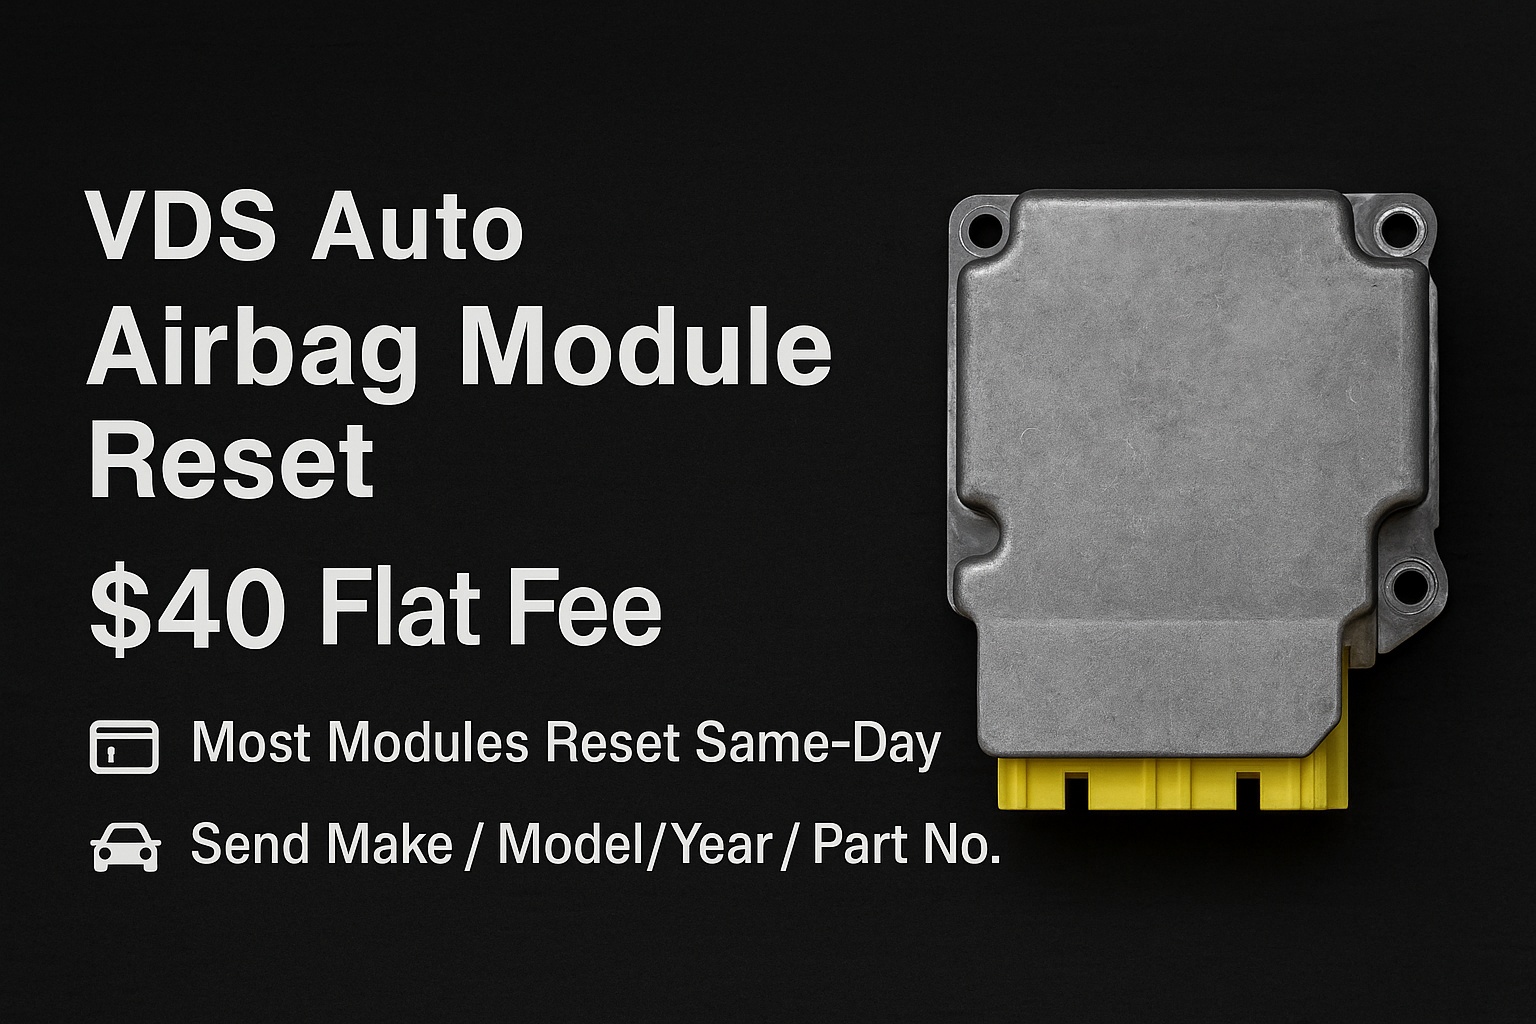 VDS Auto
Airbag Module
Reset
$40 Flat Fee
Most Modules Reset Same-Day
Send Make / Model/Year / Part No.